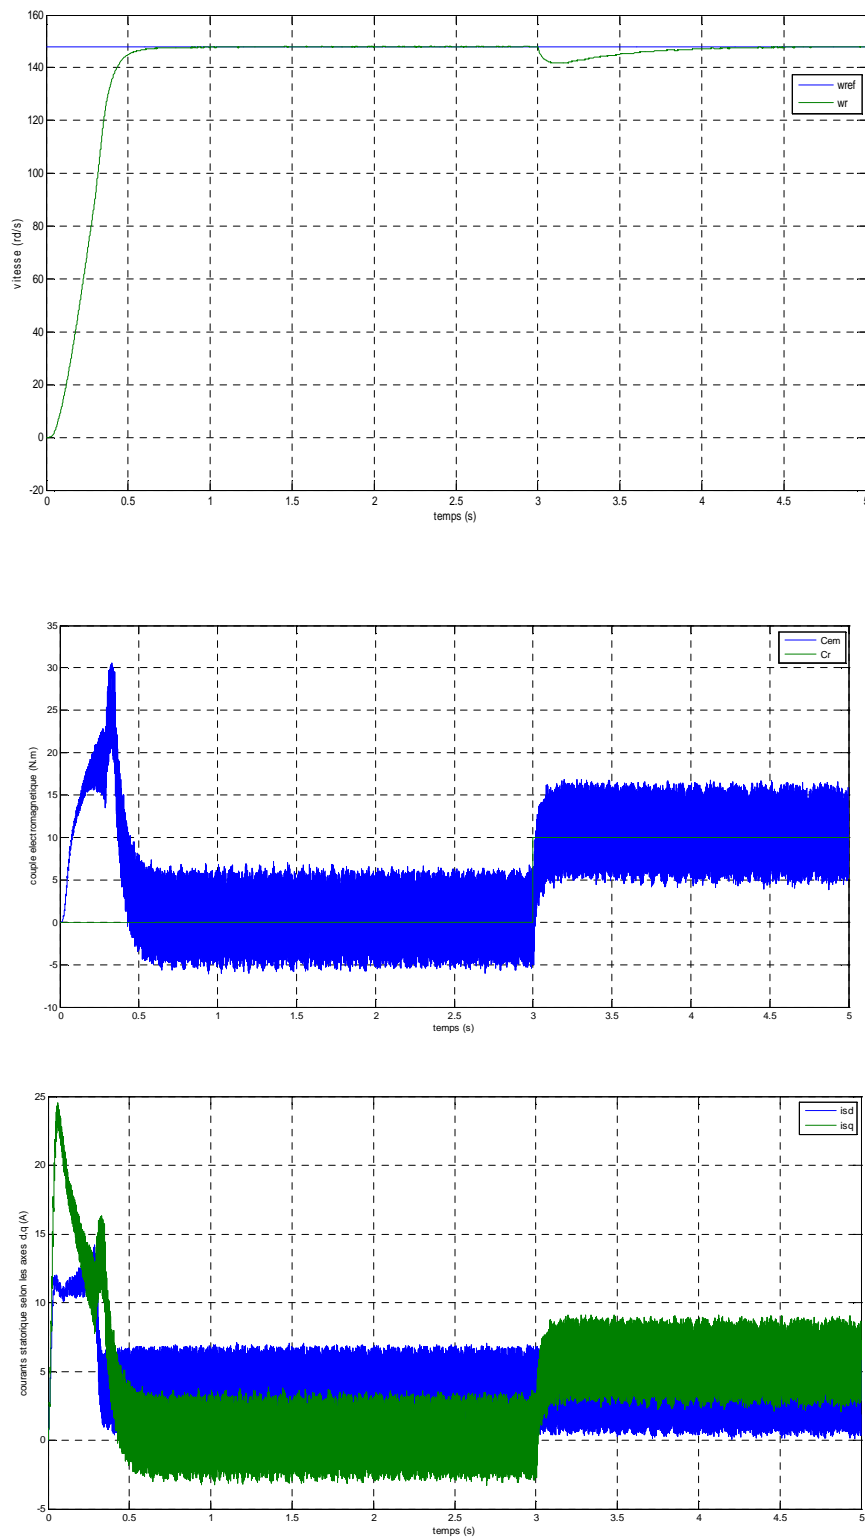 160
140
120
100
80
60
40
20
0
-20
vitesse (rd/s)
wref
wr
0 0.5 1 1.5 2 2.5 3 3.5 4 4.5 5
temps (s)
35
30
25
20
15
10
5
0
-5
-10
couple electromagnetique (N.m)
Cem
Cr
0 0.5 1 1.5 2 2.5 3 3.5 4 4.5 5
temps (s)
25
20
15
10
5
0
-5
courants statorique selon les axes d,q (A)
isd
isq
0 0.5 1 1.5 2 2.5 3 3.5 4 4.5 5
temps (s)